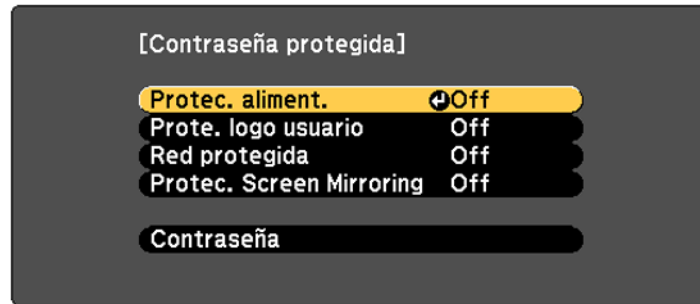 [Contraseña protegida]
Protec. aliment. Off
Prote. logo usuario Off
Red protegida Off
Protec. Screen Mirroring Off
Contraseña